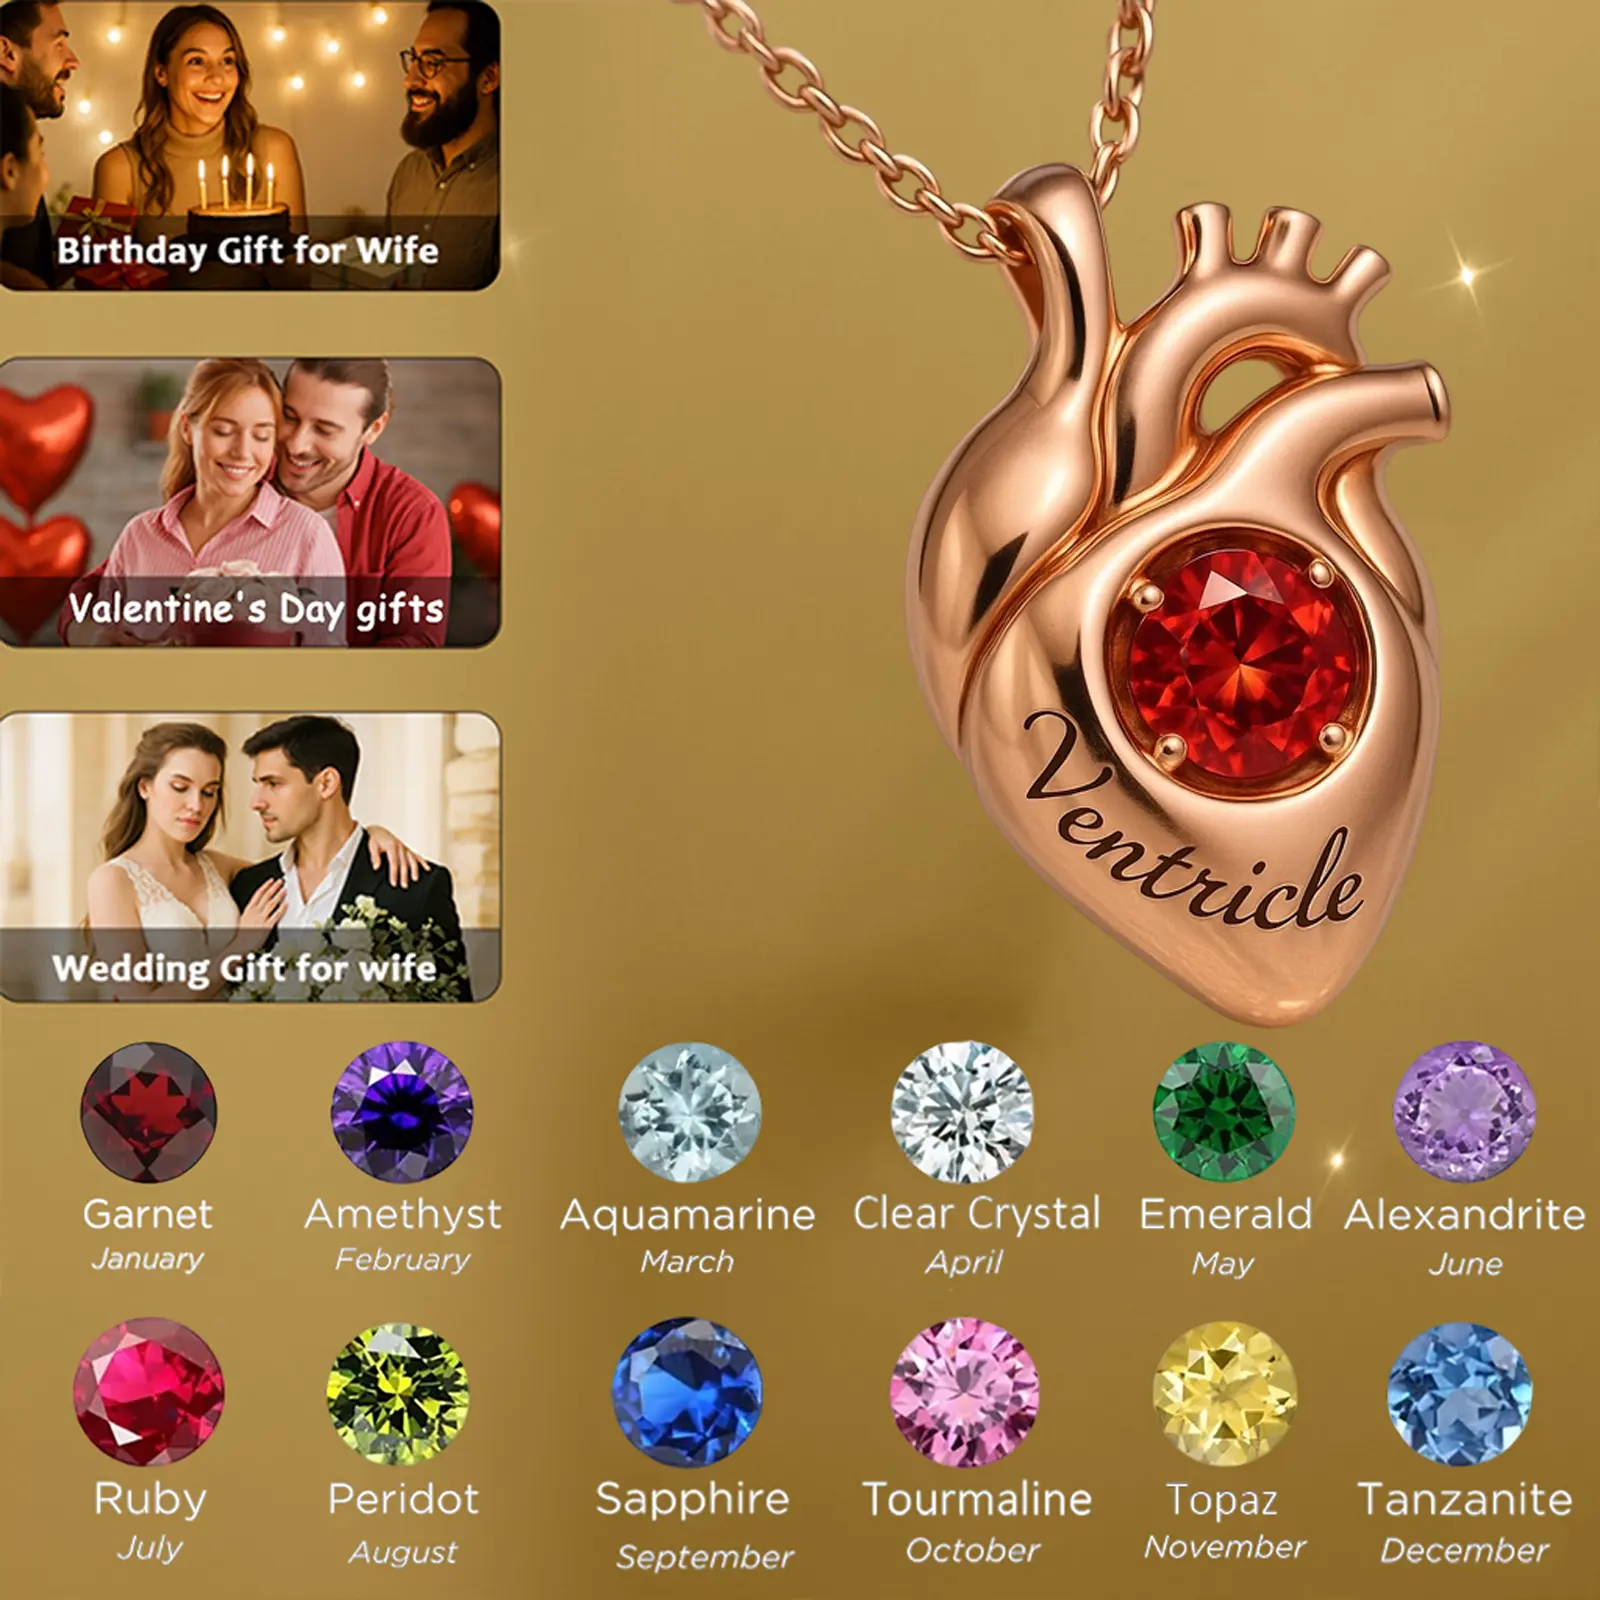 Birthday Gift for Wife
Valentine's Day gifts
Wedding Gift for wife
Ventricle
Garnet Amethyst Aquamarine Clear Crystal Emerald Alexandrite
January February March April May June
Ruby Peridot Sapphire Tourmaline Topaz Tanzanite
July August September October November December